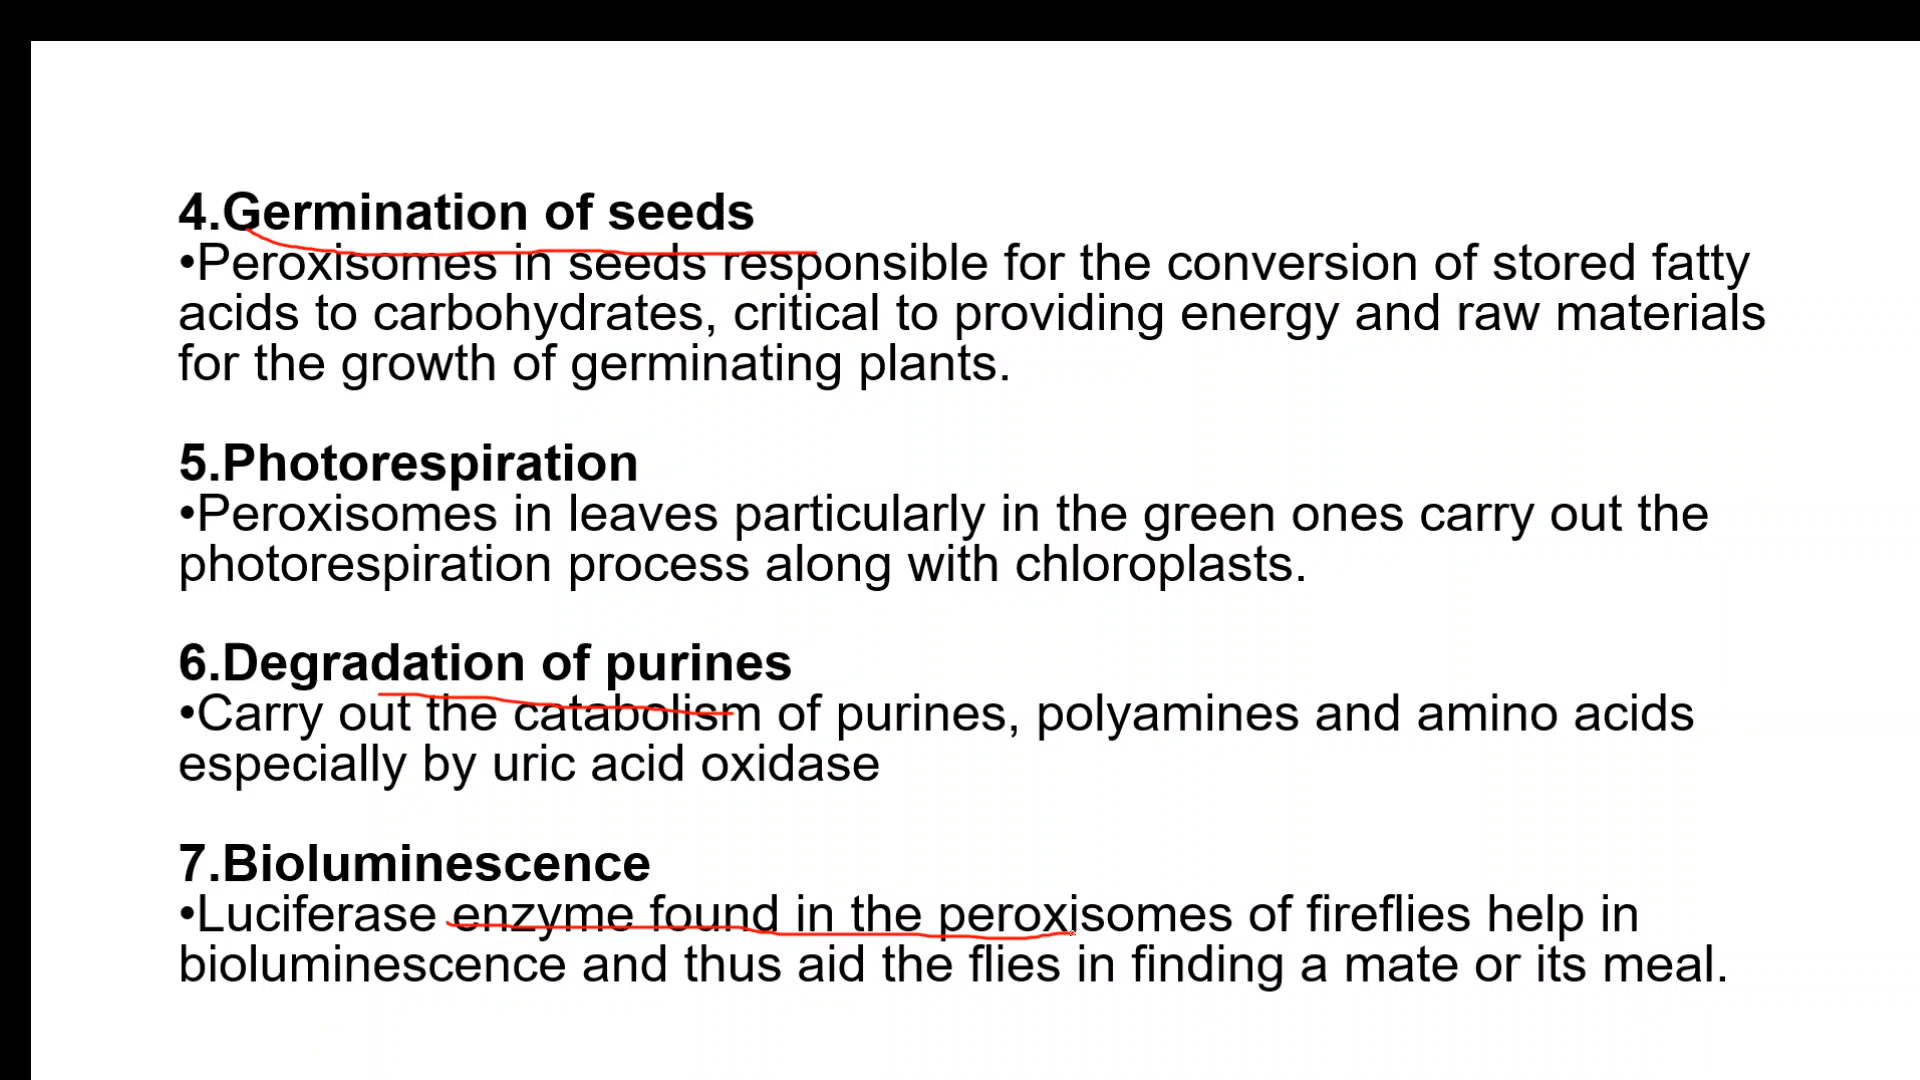 4.Germination of seeds
•Peroxisomes in seeds responsible for the conversion of stored fatty
acids to carbohydrates, critical to providing energy and raw materials
for the growth of germinating plants.
5.Photorespiration
•Peroxisomes in leaves particularly in the green ones carry out the
photorespiration process along with chloroplasts.
6.Degradation of purines
•Carry out the catabolism of purines, polyamines and amino acids
especially by uric acid oxidase
7.Bioluminescence
•Luciferase enzyme found in the peroxisomes of fireflies help in
bioluminescence and thus aid the flies in finding a mate or its meal.